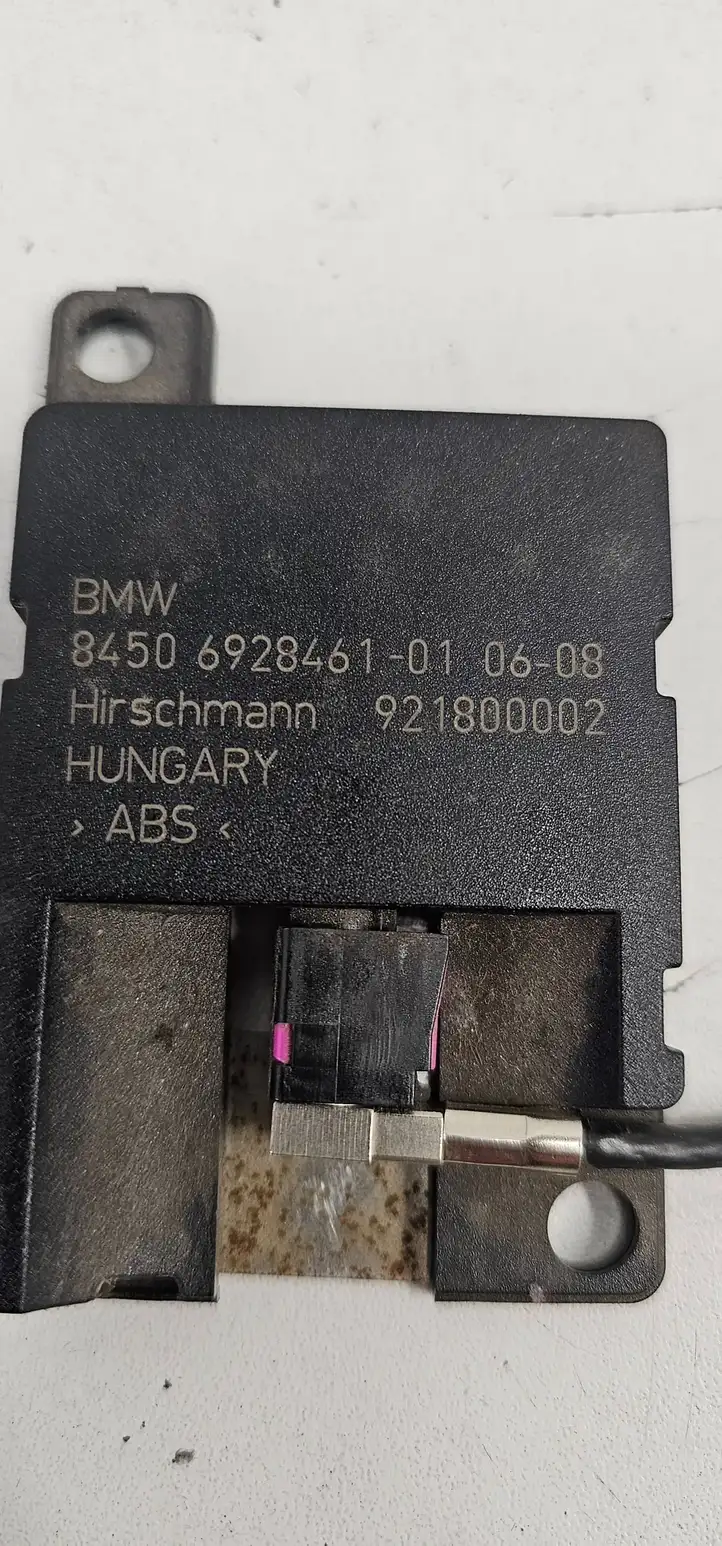 BMW
8450 6928461-01 06-08
Hirschmann 921800002
HUNGARY
> ABS <